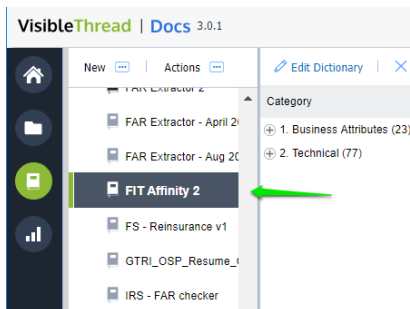 VisibleThread | Docs 3.0.1
New Actions
Edit Dictionary
FAR Extractor 2
Category
FAR Extractor - April 2
1. Business Attributes (23)
FAR Extractor - Aug 20
2. Technical (77)
FIT Affinity 2
FS - Reinsurance v1
GTRI_OSP_Resume_
IRS - FAR checker